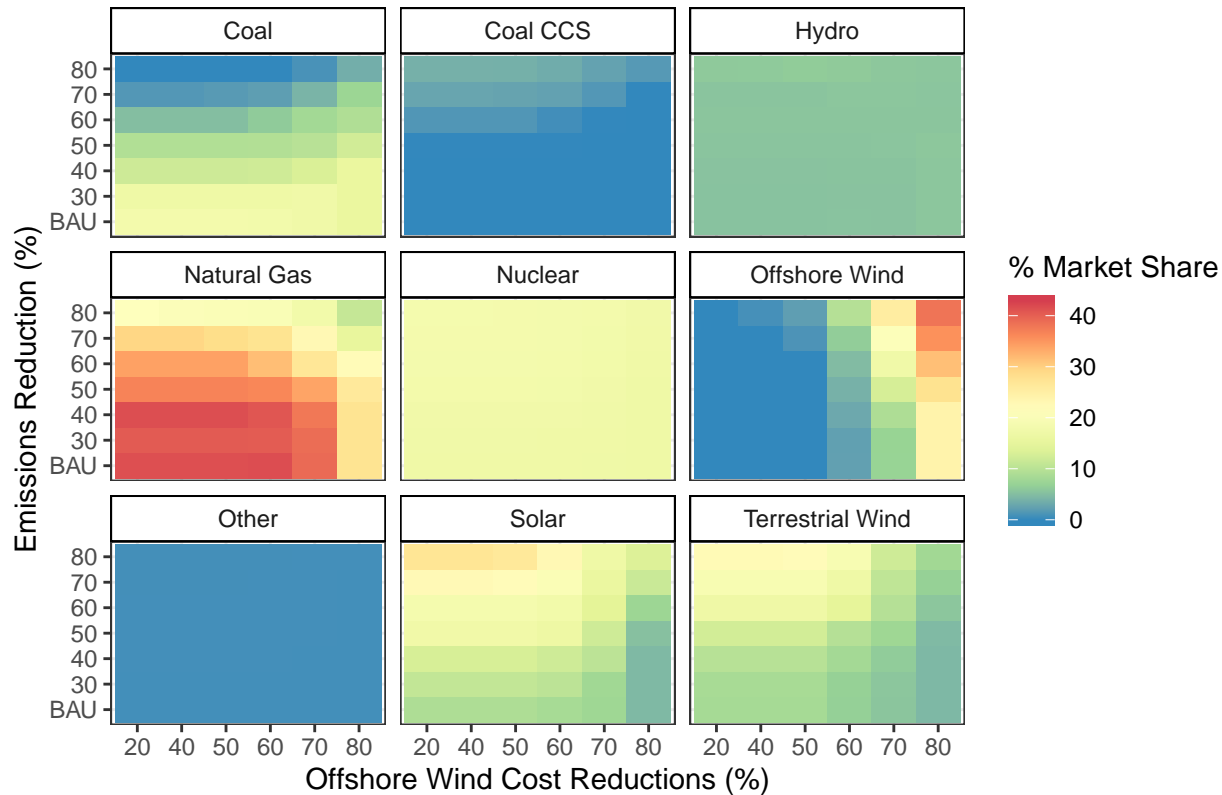 Coal Coal CCS Hydro
80
70
60
50
40
30
BAU
Natural Gas Nuclear Offshore Wind
80
70
60
50
40
30
BAU
Other Solar Terrestrial Wind
80
70
60
50
40
30
BAU
20 40 50 60 70 80 20 40 50 60 70 80 20 40 50 60 70 80
Offshore Wind Cost Reductions (%)
Emissions Reduction (%)
% Market Share
40
30
20
10
0